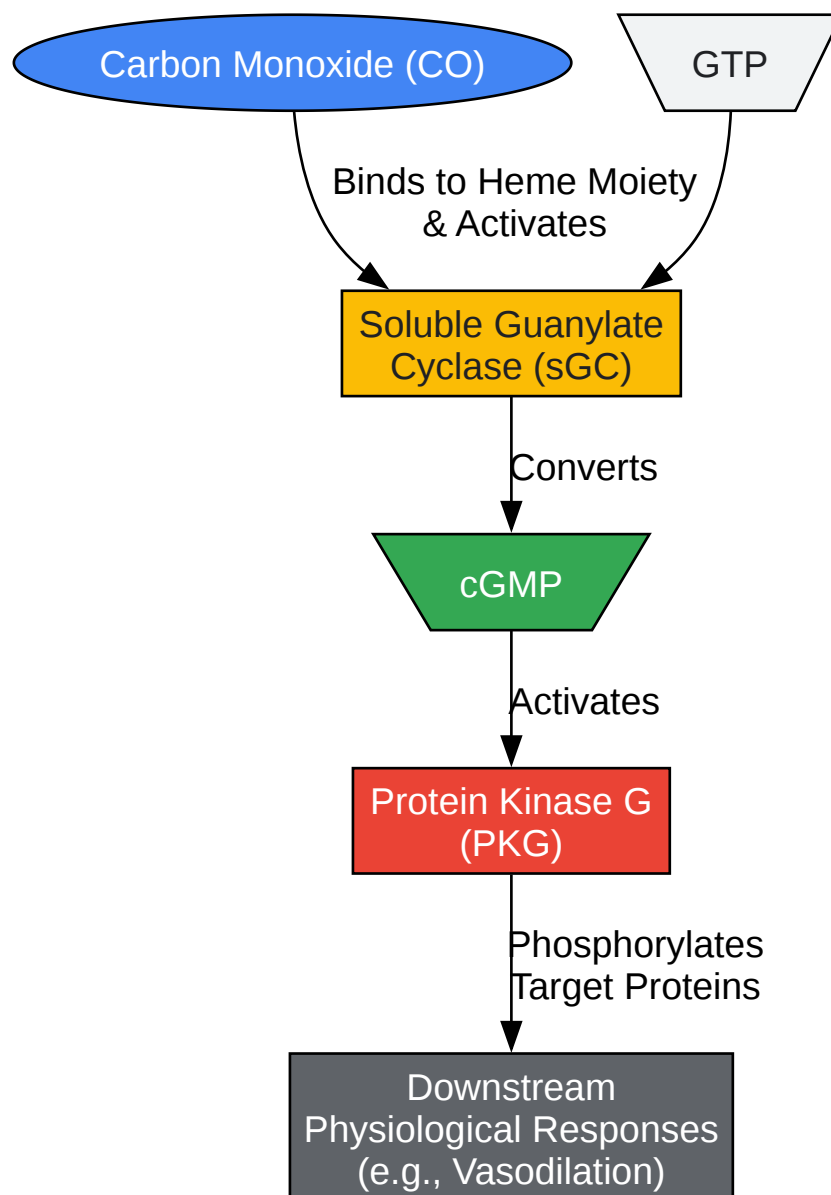 Carbon Monoxide (CO)
GTP
Binds to Heme Moiety
& Activates
Soluble Guanylate
Cyclase (sGC)
Converts
cGMP
Activates
Protein Kinase G
(PKG)
Phosphorylates
Target Proteins
Downstream
Physiological Responses
(e.g., Vasodilation)